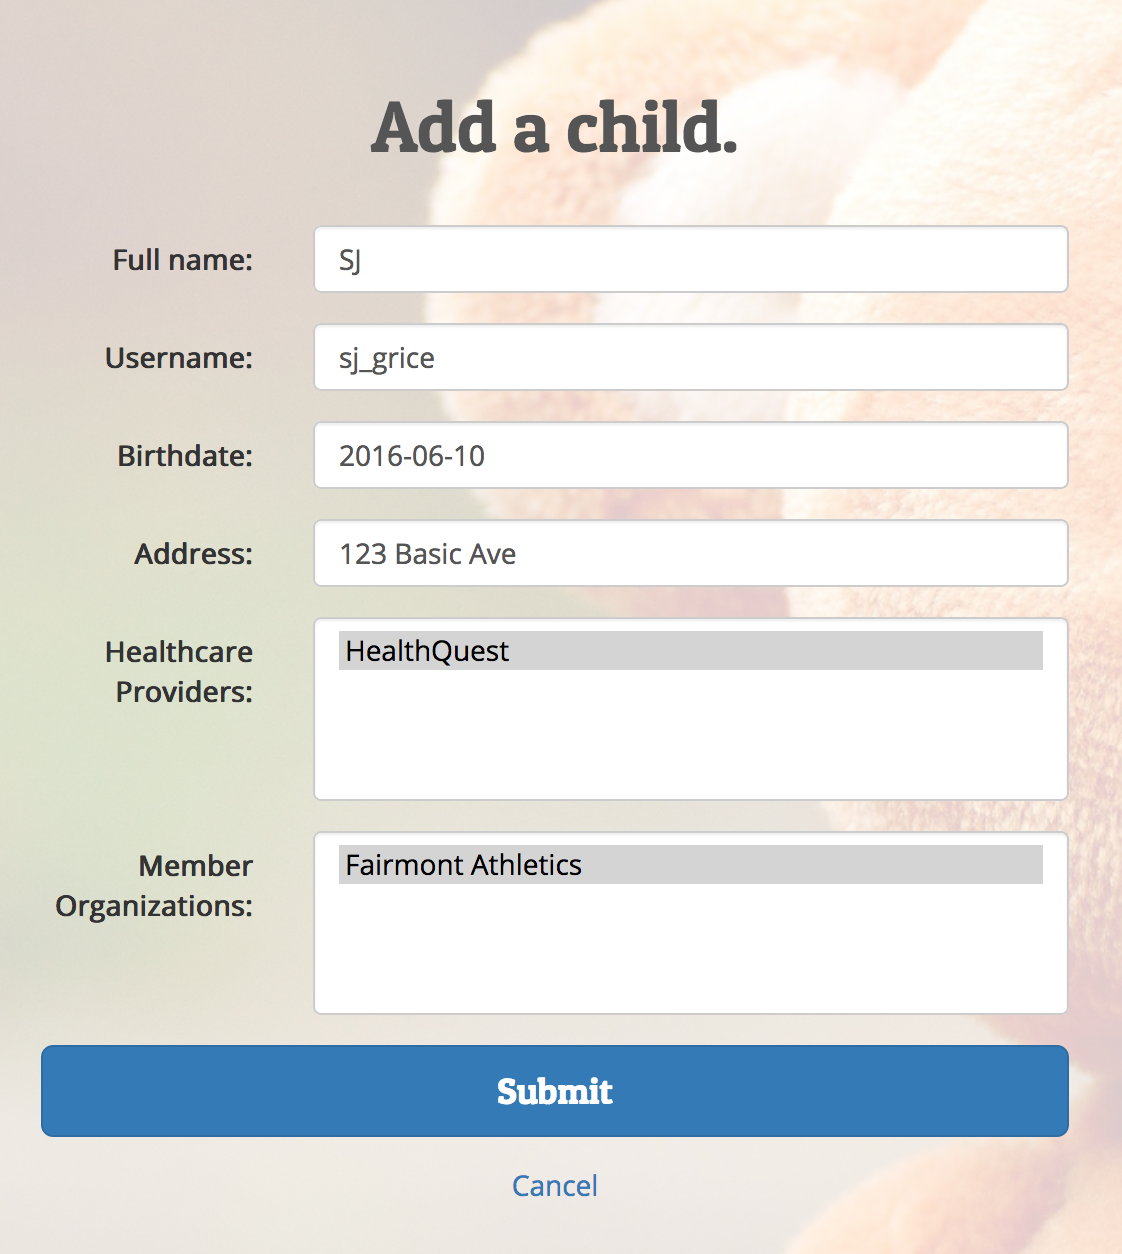 Add a child.
Full name:
SJ
Username:
sj_grice
Birthdate:
2016-06-10
Address:
123 Basic Ave
Healthcare
Providers:
HealthQuest
Member
Organizations:
Fairmont Athletics
Submit
Cancel